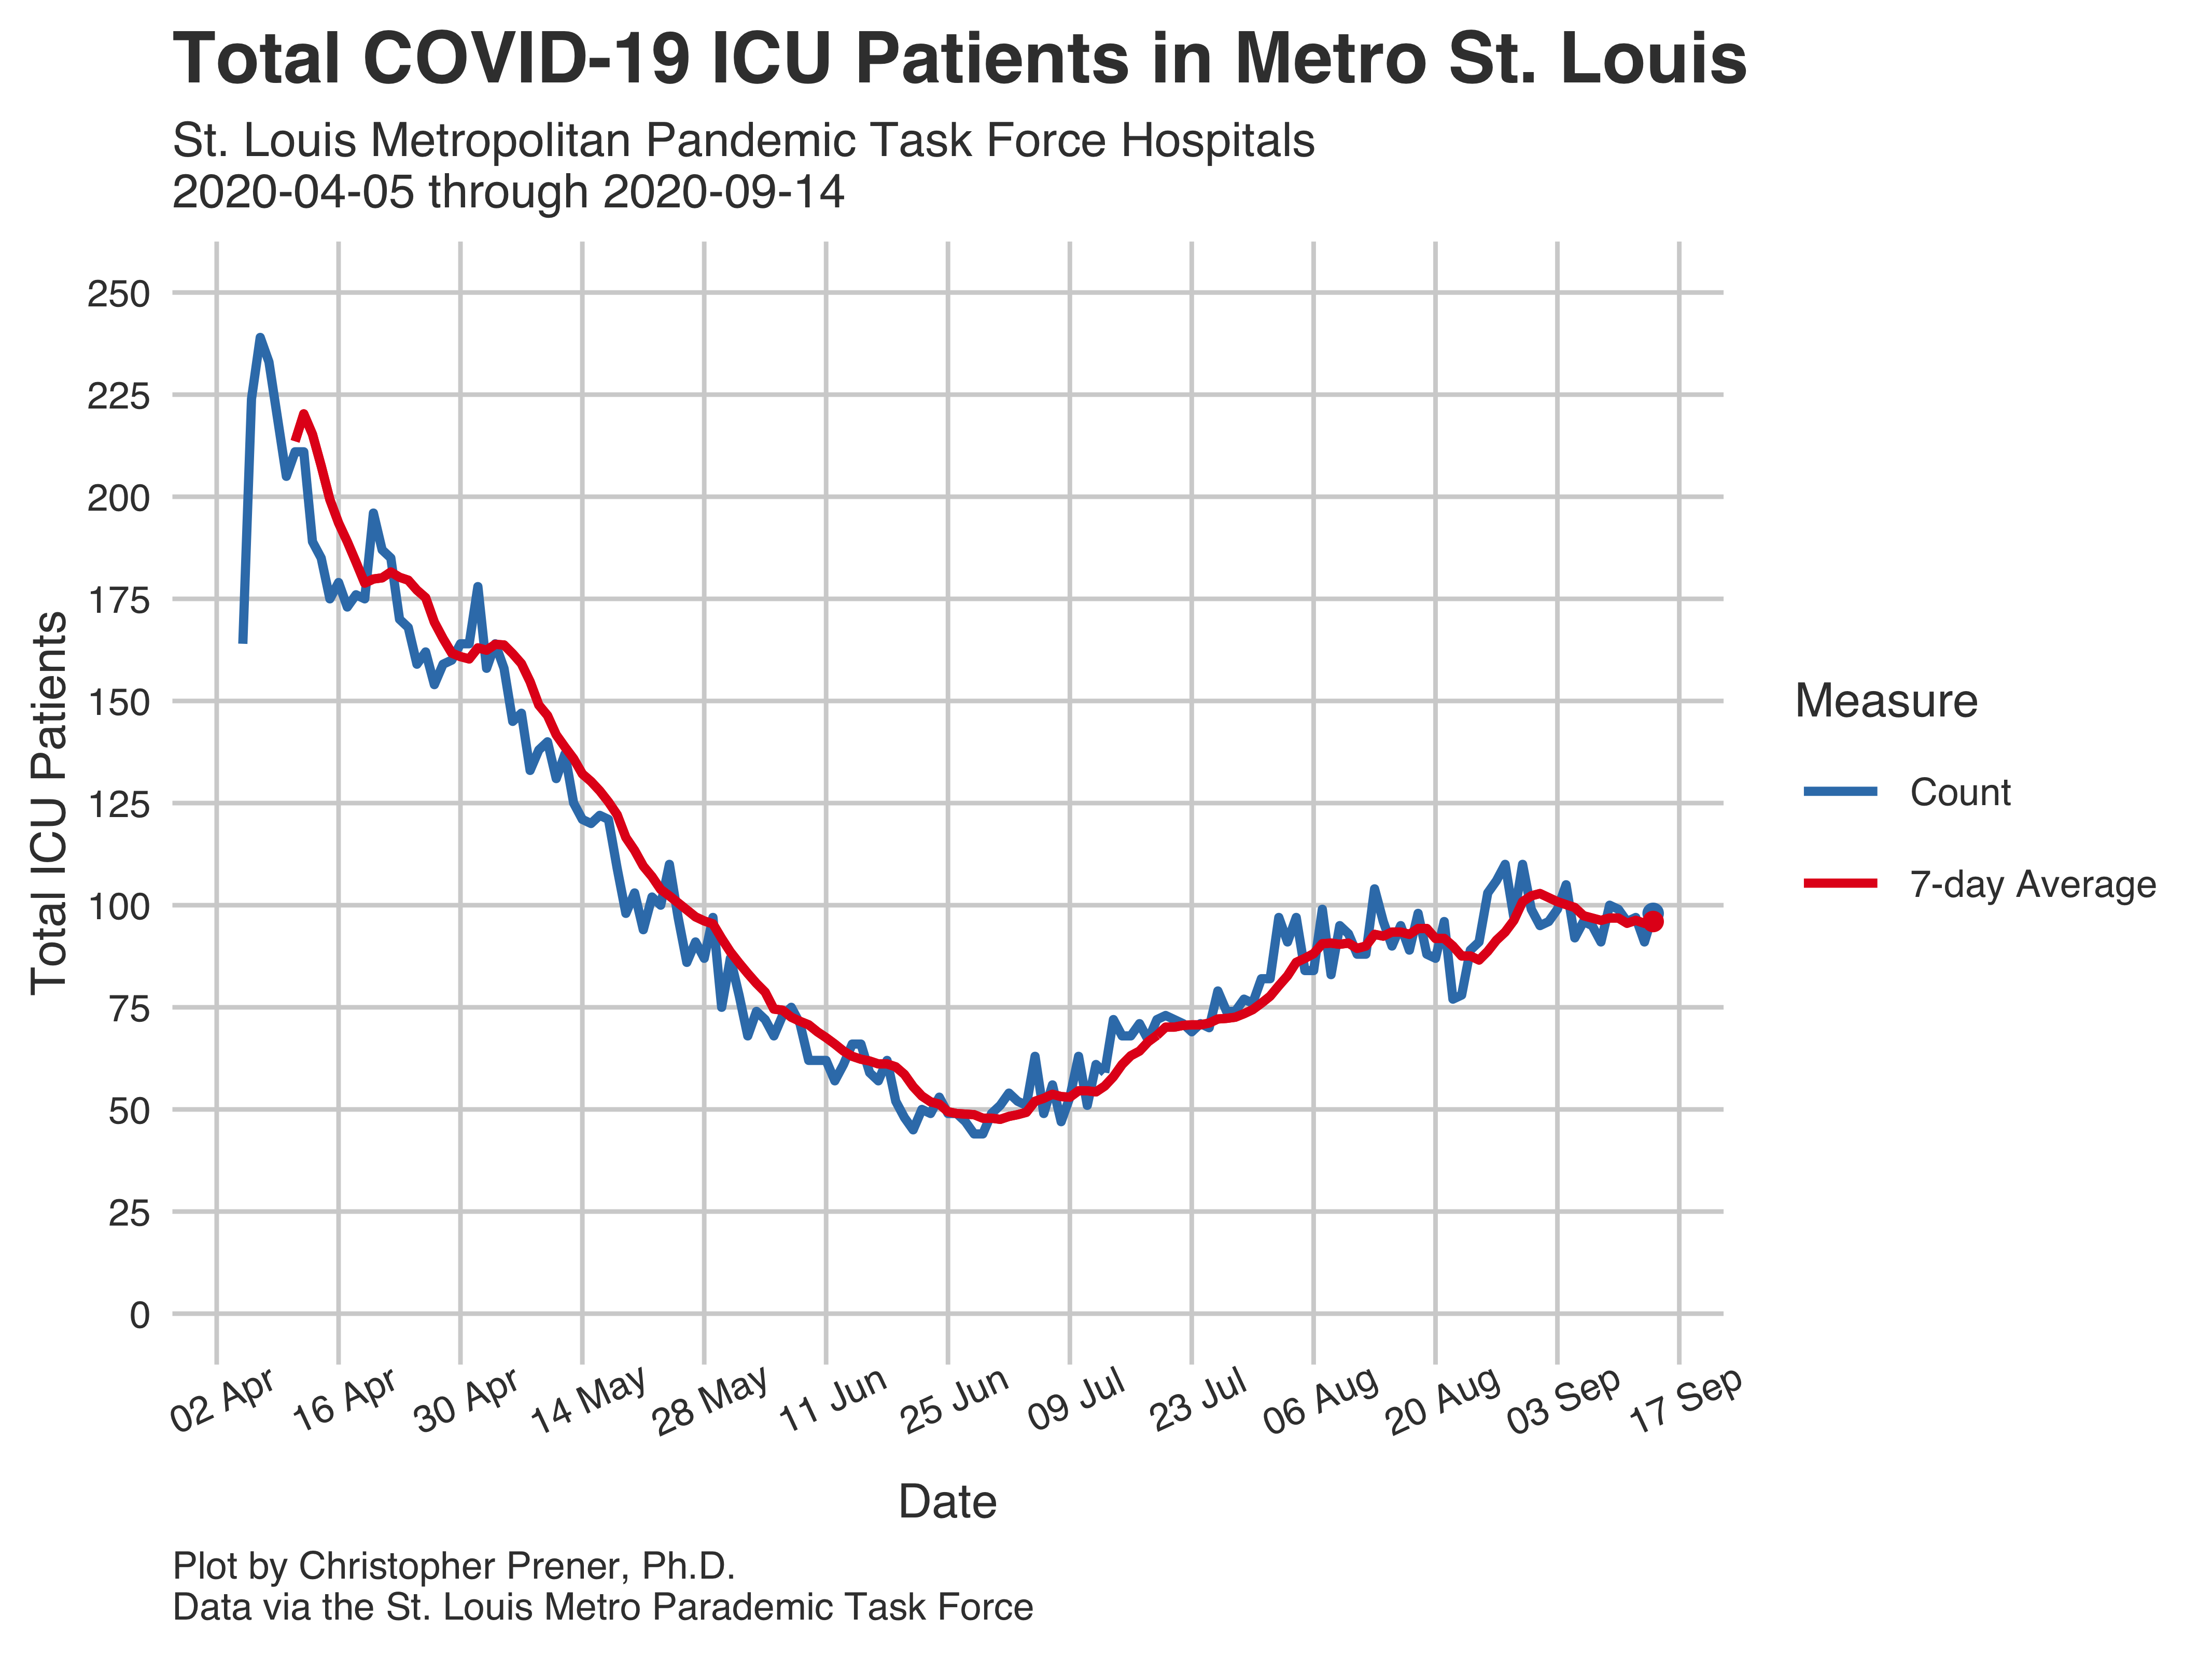 Total COVID-19 ICU Patients in Metro St. Louis
St. Louis Metropolitan Pandemic Task Force Hospitals
2020-04-05 through 2020-09-14
250
225
200
175
150
125
100
75
50
25
0
Total ICU Patients
02 Apr
16 Apr
30 Apr
14 May
28 May
11 Jun
25 Jun
09 Jul
23 Jul
06 Aug
20 Aug
03 Sep
17 Sep
Date
Measure
Count
7-day Average
Plot by Christopher Prener, Ph.D.
Data via the St. Louis Metro Parademic Task Force